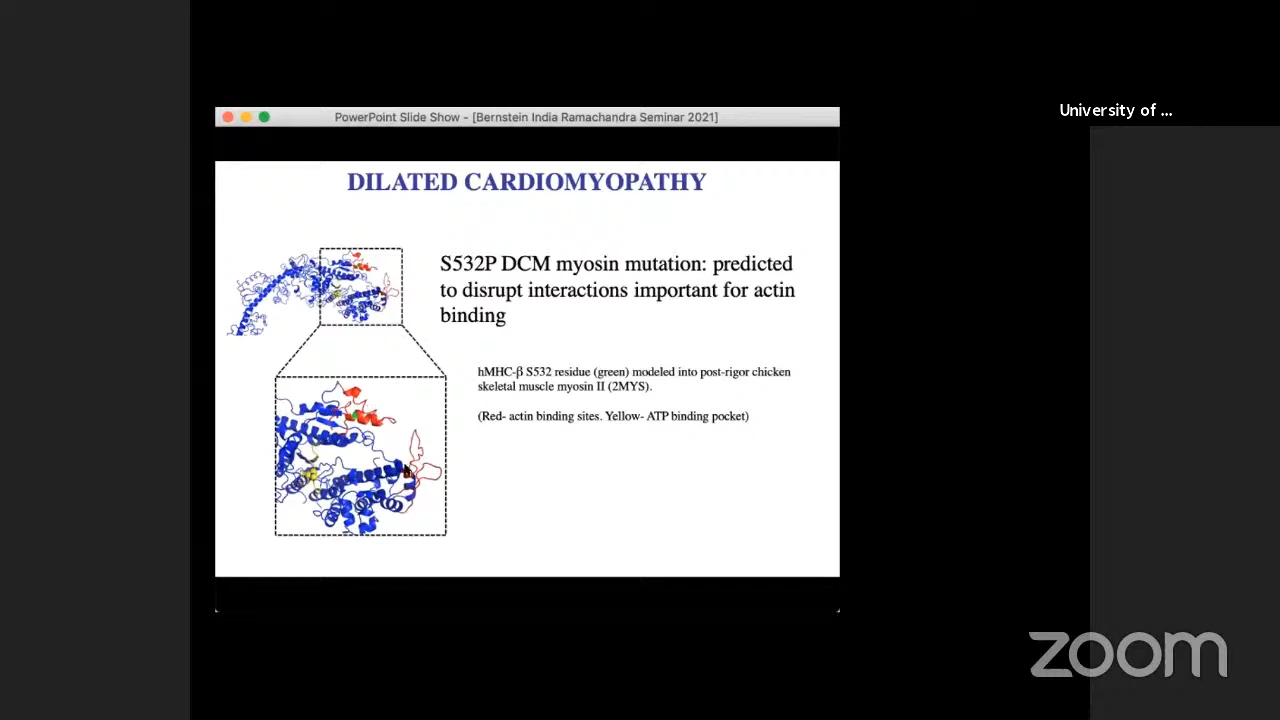 University of ...
PowerPoint Slide Show - [Bernstein India Ramachandra Seminar 2021]
DILATED CARDIOMYOPATHY
S532P DCM myosin mutation: predicted
to disrupt interactions important for actin
binding
hMHC-β S532 residue (green) modeled into post-rigor chicken
skeletal muscle myosin II (2MYS).
(Red- actin binding sites. Yellow- ATP binding pocket)
zoom